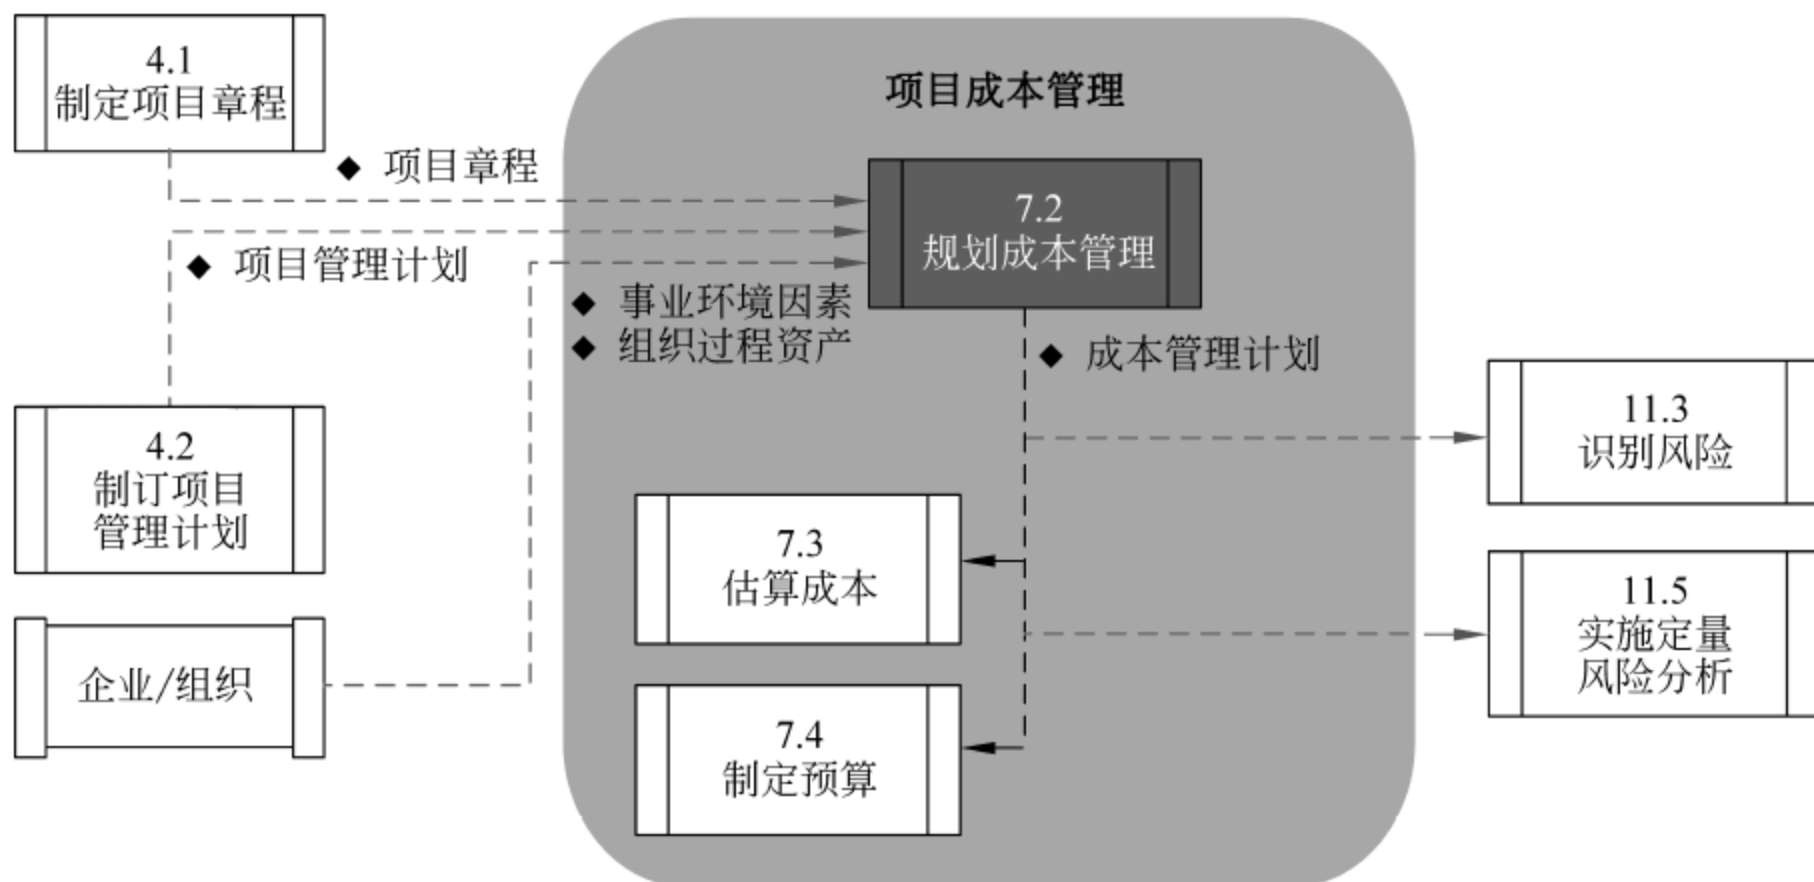 4.1
制定项目章程
项目成本管理
◆ 项目章程
7.2
规划成本管理
◆ 项目管理计划
◆ 事业环境因素
◆ 组织过程资产
◆ 成本管理计划
4.2
制订项目
管理计划
11.3
识别风险
7.3
估算成本
11.5
实施定量
风险分析
企业/组织
7.4
制定预算